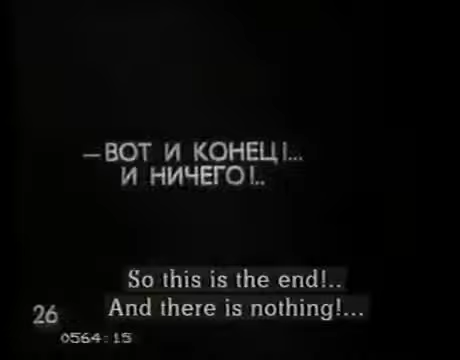 —ВОТ И КОНЕЦ!...
И НИЧЕГО!..
So this is the end!..
And there is nothing!...
26
0564:15